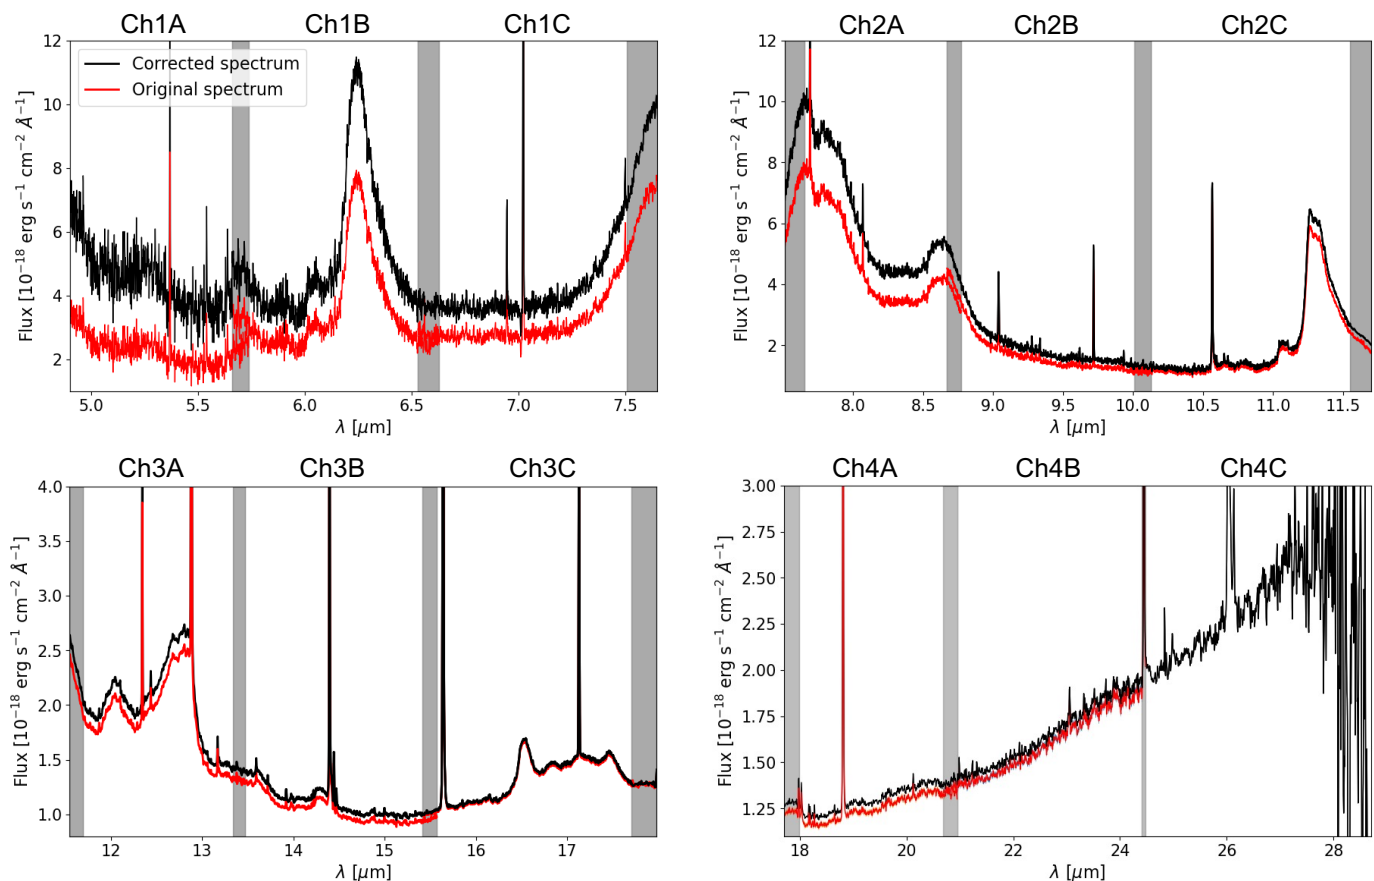 Ch1A Ch1B Ch1C
12
10
8
6
4
2
Flux [10⁻¹⁸ erg s⁻¹ cm⁻² Å⁻¹]
Corrected spectrum
Original spectrum
5.0 5.5 6.0 6.5 7.0 7.5
λ [μm]
Ch2A Ch2B Ch2C
12
10
8
6
4
2
Flux [10⁻¹⁸ erg s⁻¹ cm⁻² Å⁻¹]
8.0 8.5 9.0 9.5 10.0 10.5 11.0 11.5
λ [μm]
Ch3A Ch3B Ch3C
4.0
3.5
3.0
2.5
2.0
1.5
1.0
Flux [10⁻¹⁸ erg s⁻¹ cm⁻² Å⁻¹]
12 13 14 15 16 17
λ [μm]
Ch4A Ch4B Ch4C
3.00
2.75
2.50
2.25
2.00
1.75
1.50
1.25
Flux [10⁻¹⁸ erg s⁻¹ cm⁻² Å⁻¹]
18 20 22 24 26 28
λ [μm]